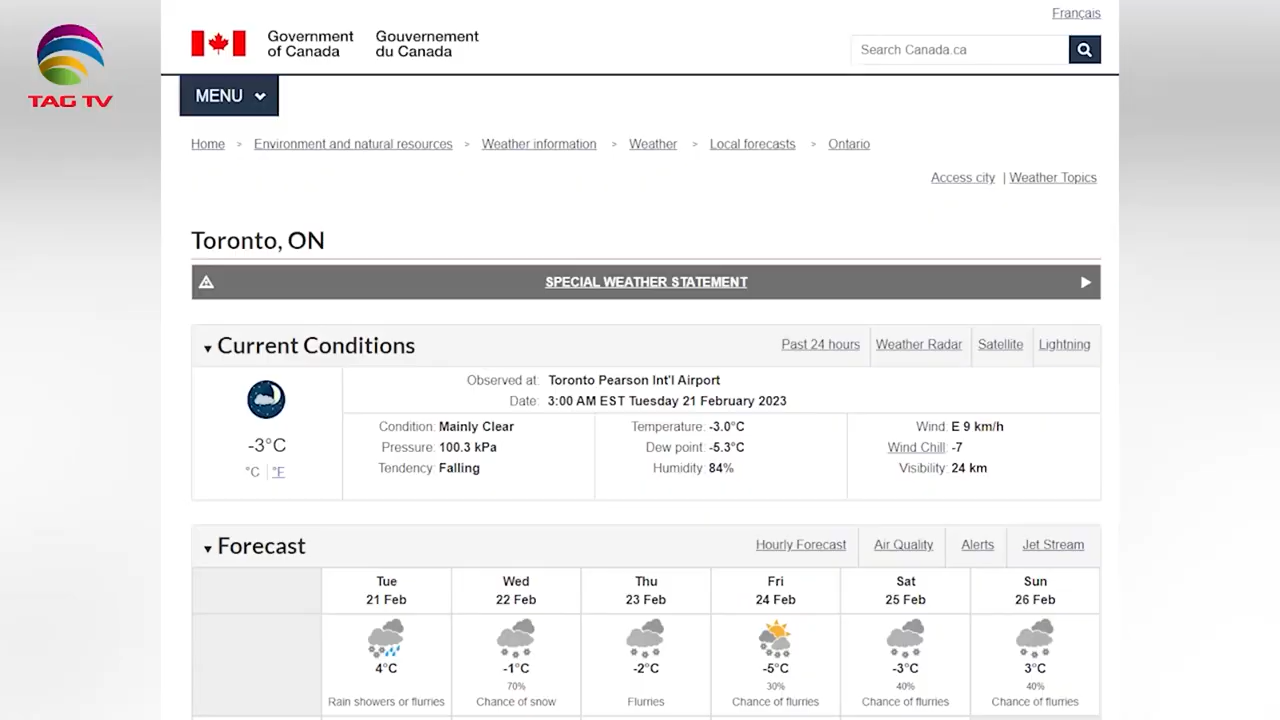 Français
TAG TV
Government of Canada
Gouvernement du Canada
Search Canada.ca
MENU
Home > Environment and natural resources > Weather information > Weather > Local forecasts > Ontario
Access city | Weather Topics
Toronto, ON
SPECIAL WEATHER STATEMENT
Current Conditions
Past 24 hours Weather Radar Satellite Lightning
-3°C
°C °F
Observed at: Toronto Pearson Int'l Airport
Date: 3:00 AM EST Tuesday 21 February 2023
Condition: Mainly Clear
Pressure: 100.3 kPa
Tendency: Falling
Temperature: -3.0°C
Dew point: -5.3°C
Humidity: 84%
Wind: E 9 km/h
Wind Chill: -7
Visibility: 24 km
Forecast
Hourly Forecast Air Quality Alerts Jet Stream
Tue Wed Thu Fri Sat Sun
21 Feb 22 Feb 23 Feb 24 Feb 25 Feb 26 Feb
4°C -1°C -2°C -5°C -3°C 3°C
70% 30% 40% 40%
Rain showers or flurries Chance of snow Flurries Chance of flurries Chance of flurries Chance of flurries